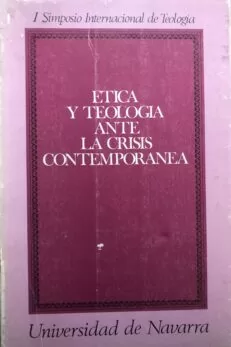 I Simposio Internacional de Teología
ETICA
Y TEOLOGIA
ANTE
LA CRISIS
CONTEMPORANEA
Universidad de Navarra